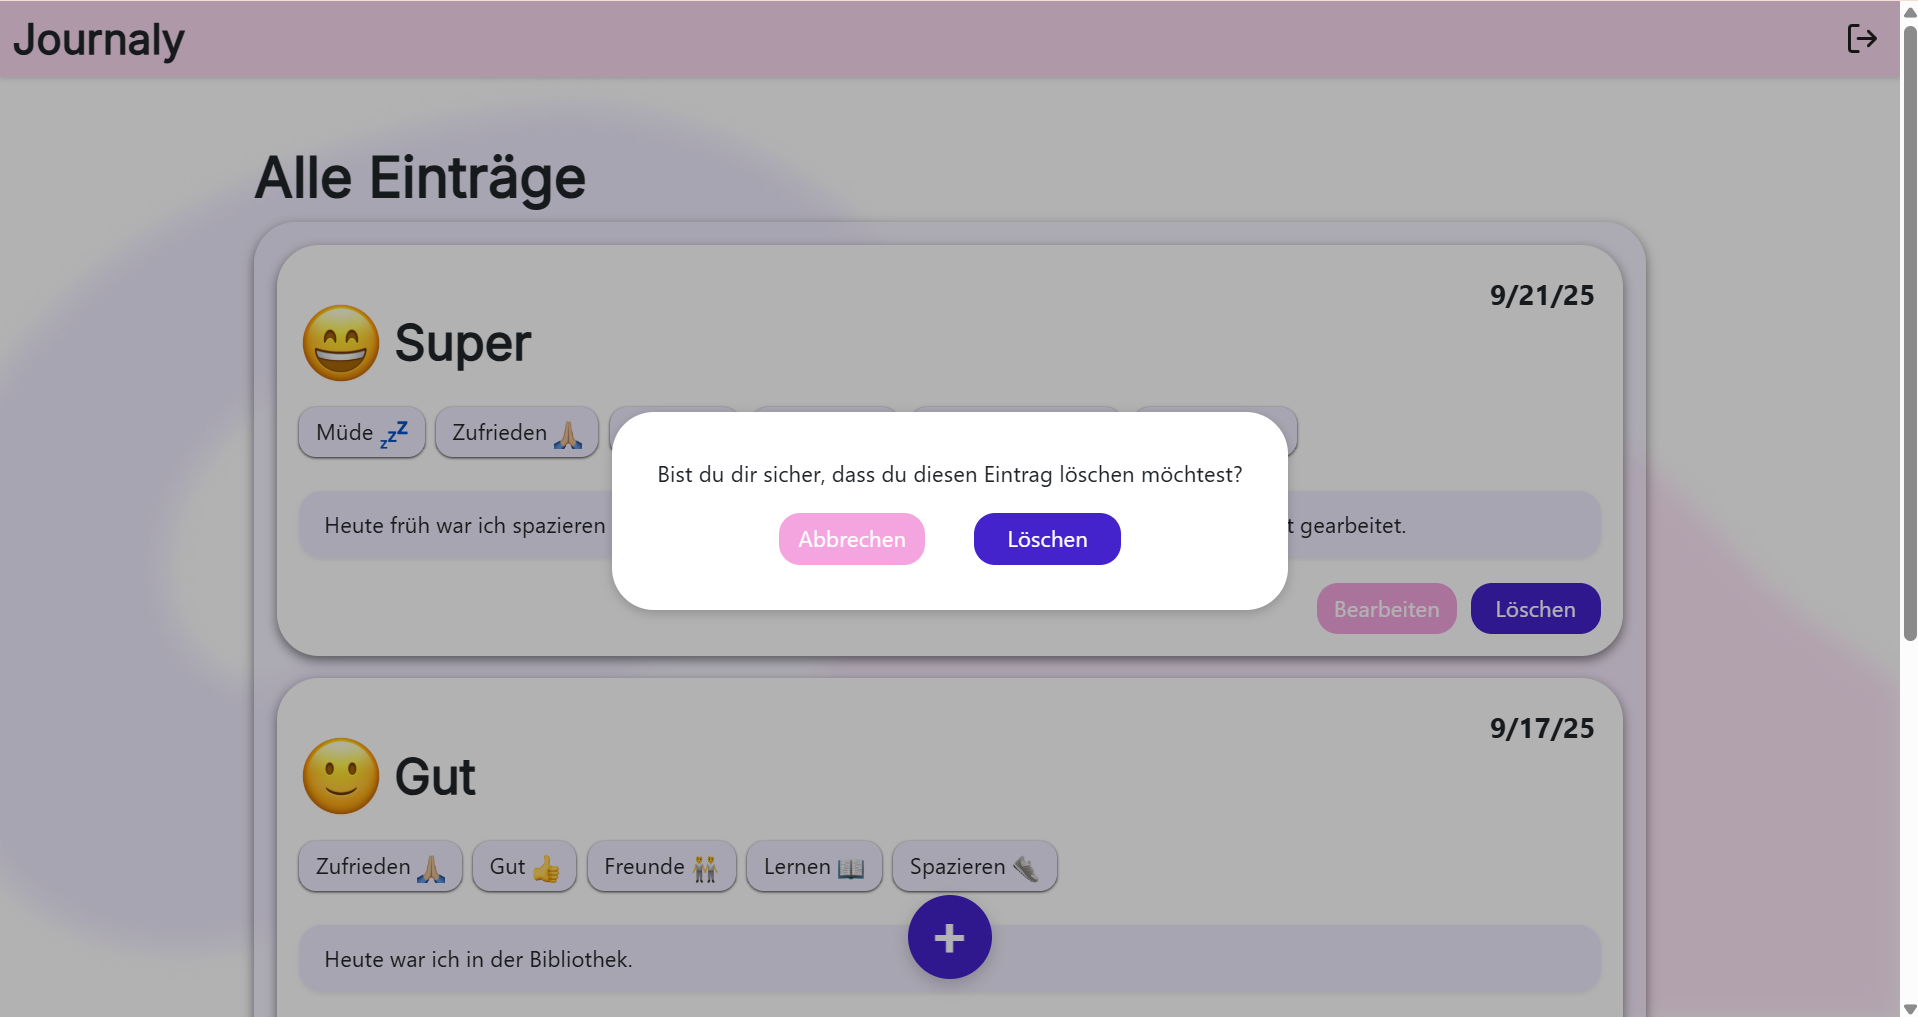 Journaly
Alle Einträge
9/21/25
Super
Müde
Zufrieden
Heute früh war ich spazieren
gearbeitet.
Bist du dir sicher, dass du diesen Eintrag löschen möchtest?
Abbrechen Löschen
Bearbeiten Löschen
9/17/25
Gut
Zufrieden Gut Freunde Lernen Spazieren
+
Heute war ich in der Bibliothek.